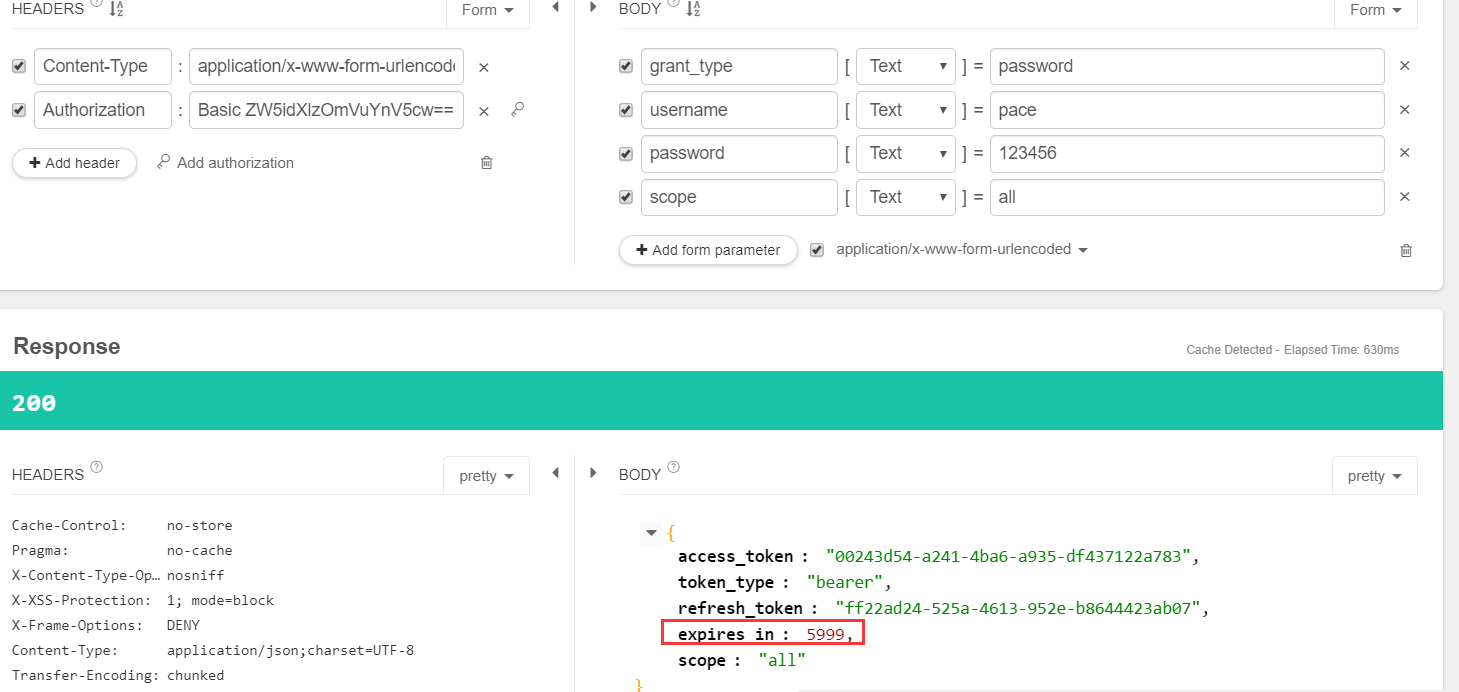 HEADERS ? Form
Content-Type : application/x-www-form-urlencode ×
Authorization : Basic ZW5idXlzOmVuYnV5cw== ×
+ Add header Add authorization
BODY ? Form
grant_type [ Text ] = password ×
username [ Text ] = pace ×
password [ Text ] = 123456 ×
scope [ Text ] = all ×
+ Add form parameter application/x-www-form-urlencoded
Response
Cache Detected - Elapsed Time: 630ms
200
HEADERS ? pretty
Cache-Control: no-store
Pragma: no-cache
X-Content-Type-Op… nosniff
X-XSS-Protection: 1; mode=block
X-Frame-Options: DENY
Content-Type: application/json;charset=UTF-8
Transfer-Encoding: chunked
BODY ? pretty
{
access_token : "00243d54-a241-4ba6-a935-df437122a783",
token_type : "bearer",
refresh_token : "ff22ad24-525a-4613-952e-b8644423ab07",
expires_in : 5999,
scope : "all"
}